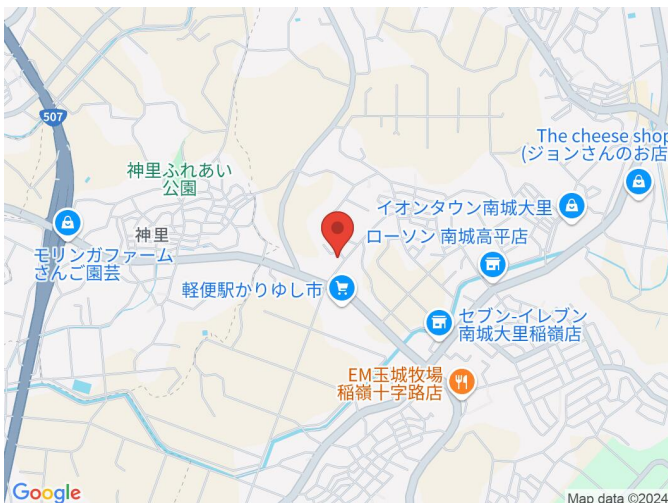 507
The cheese shop
(ジョンさんのお店
神里ふれあい
公園
イオンタウン南城大里
神里
ローソン 南城高平店
モリンガファーム
さんご園芸
軽便駅かりゆし市
セブン-イレブン
南城大里稲嶺店
EM玉城牧場
稲嶺十字路店
Google
Map data ©2024